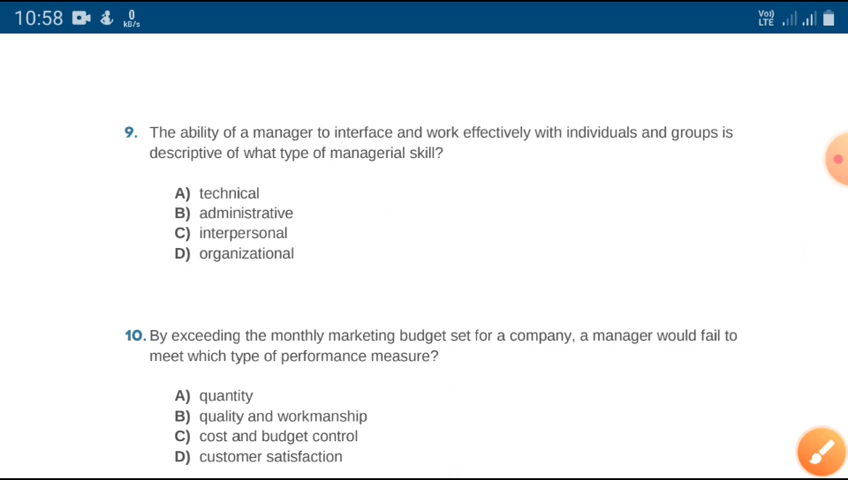 10:58 0 KB/s Vo) LTE
9. The ability of a manager to interface and work effectively with individuals and groups is
descriptive of what type of managerial skill?
A) technical
B) administrative
C) interpersonal
D) organizational
10. By exceeding the monthly marketing budget set for a company, a manager would fail to
meet which type of performance measure?
A) quantity
B) quality and workmanship
C) cost and budget control
D) customer satisfaction